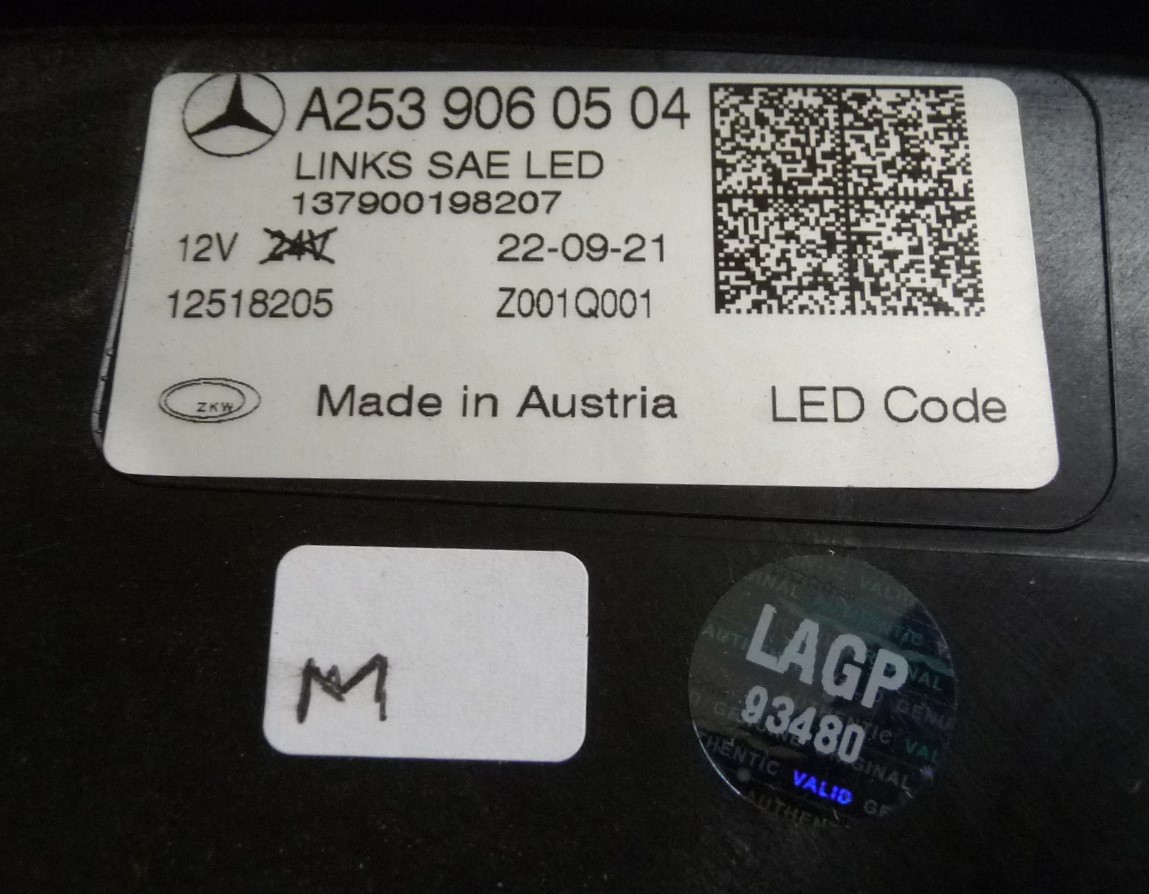 A253 906 05 04
LINKS SAE LED
137900198207
12V 24V 22-09-21
12518205 Z001Q001
ZKW Made in Austria LED Code
M
LAGP
93480
VALID